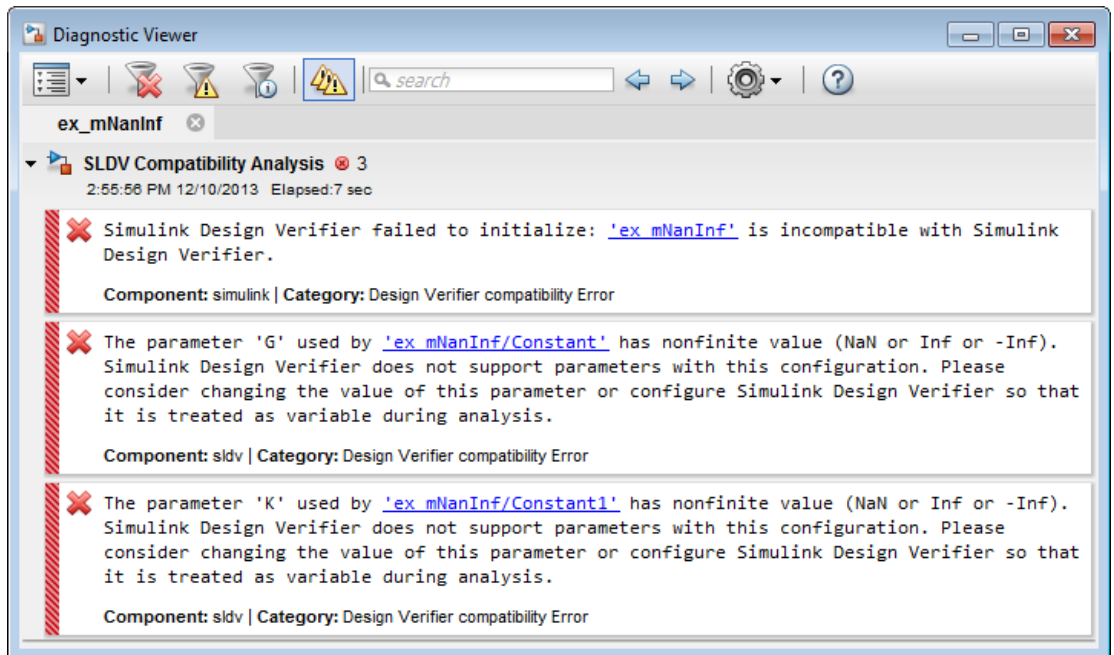 Diagnostic Viewer
search
ex_mNanInf
SLDV Compatibility Analysis 3
2:55:56 PM 12/10/2013 Elapsed:7 sec
Simulink Design Verifier failed to initialize: 'ex_mNanInf' is incompatible with Simulink
Design Verifier.
Component: simulink | Category: Design Verifier compatibility Error
The parameter 'G' used by 'ex_mNanInf/Constant' has nonfinite value (NaN or Inf or -Inf).
Simulink Design Verifier does not support parameters with this configuration. Please
consider changing the value of this parameter or configure Simulink Design Verifier so that
it is treated as variable during analysis.
Component: sldv | Category: Design Verifier compatibility Error
The parameter 'K' used by 'ex_mNanInf/Constant1' has nonfinite value (NaN or Inf or -Inf).
Simulink Design Verifier does not support parameters with this configuration. Please
consider changing the value of this parameter or configure Simulink Design Verifier so that
it is treated as variable during analysis.
Component: sldv | Category: Design Verifier compatibility Error